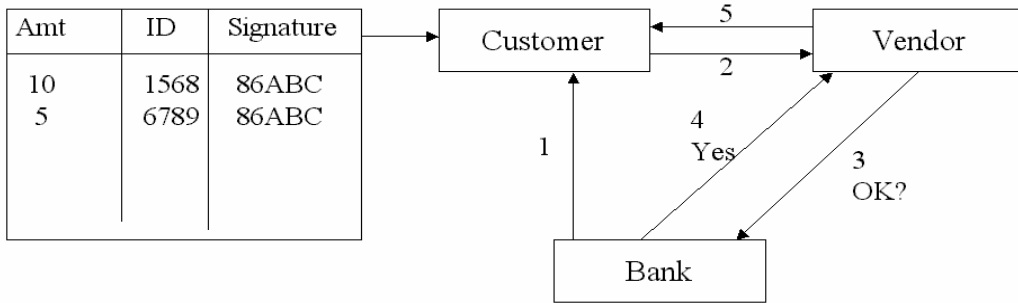 Amt ID Signature
10 1568 86ABC
5 6789 86ABC
Customer
5
2
Vendor
1
4
Yes
3
OK?
Bank